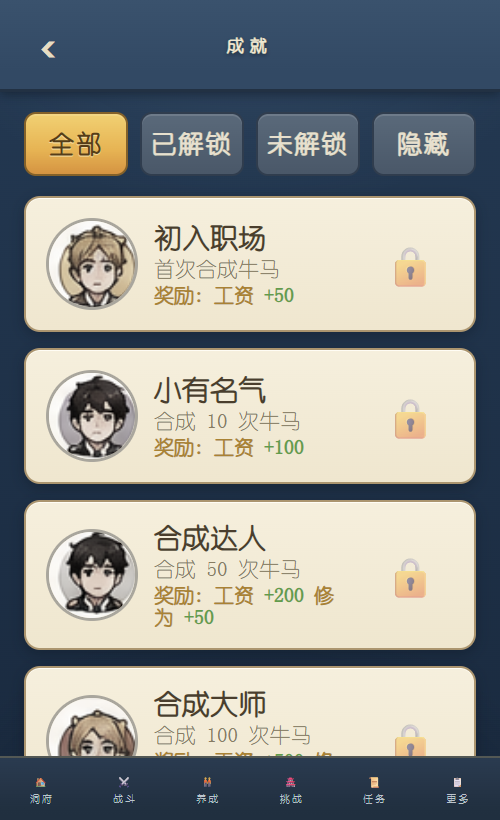 成就
全部
已解锁
未解锁
隐藏
初入职场
首次合成牛马
奖励：工资 +50
小有名气
合成 10 次牛马
奖励：工资 +100
合成达人
合成 50 次牛马
奖励：工资 +200 修
为 +50
合成大师
合成 100 次牛马
洞府
战斗
养成
挑战
任务
更多